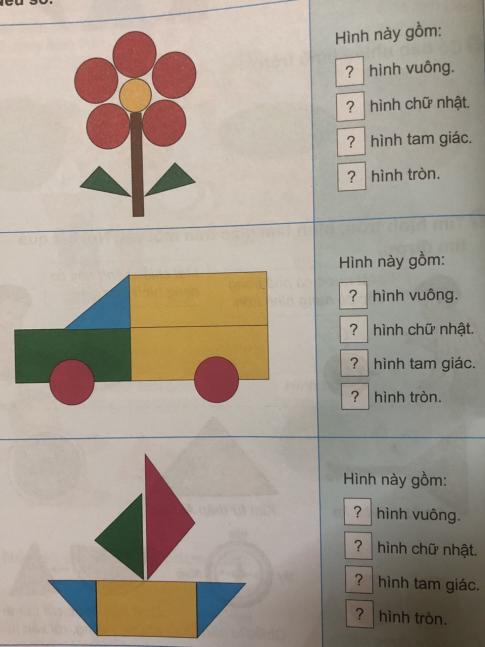 Nêu số.
Hình này gồm:
? hình vuông.
? hình chữ nhật.
? hình tam giác.
? hình tròn.
Hình này gồm:
? hình vuông.
? hình chữ nhật.
? hình tam giác.
? hình tròn.
Hình này gồm:
? hình vuông.
? hình chữ nhật.
? hình tam giác.
? hình tròn.